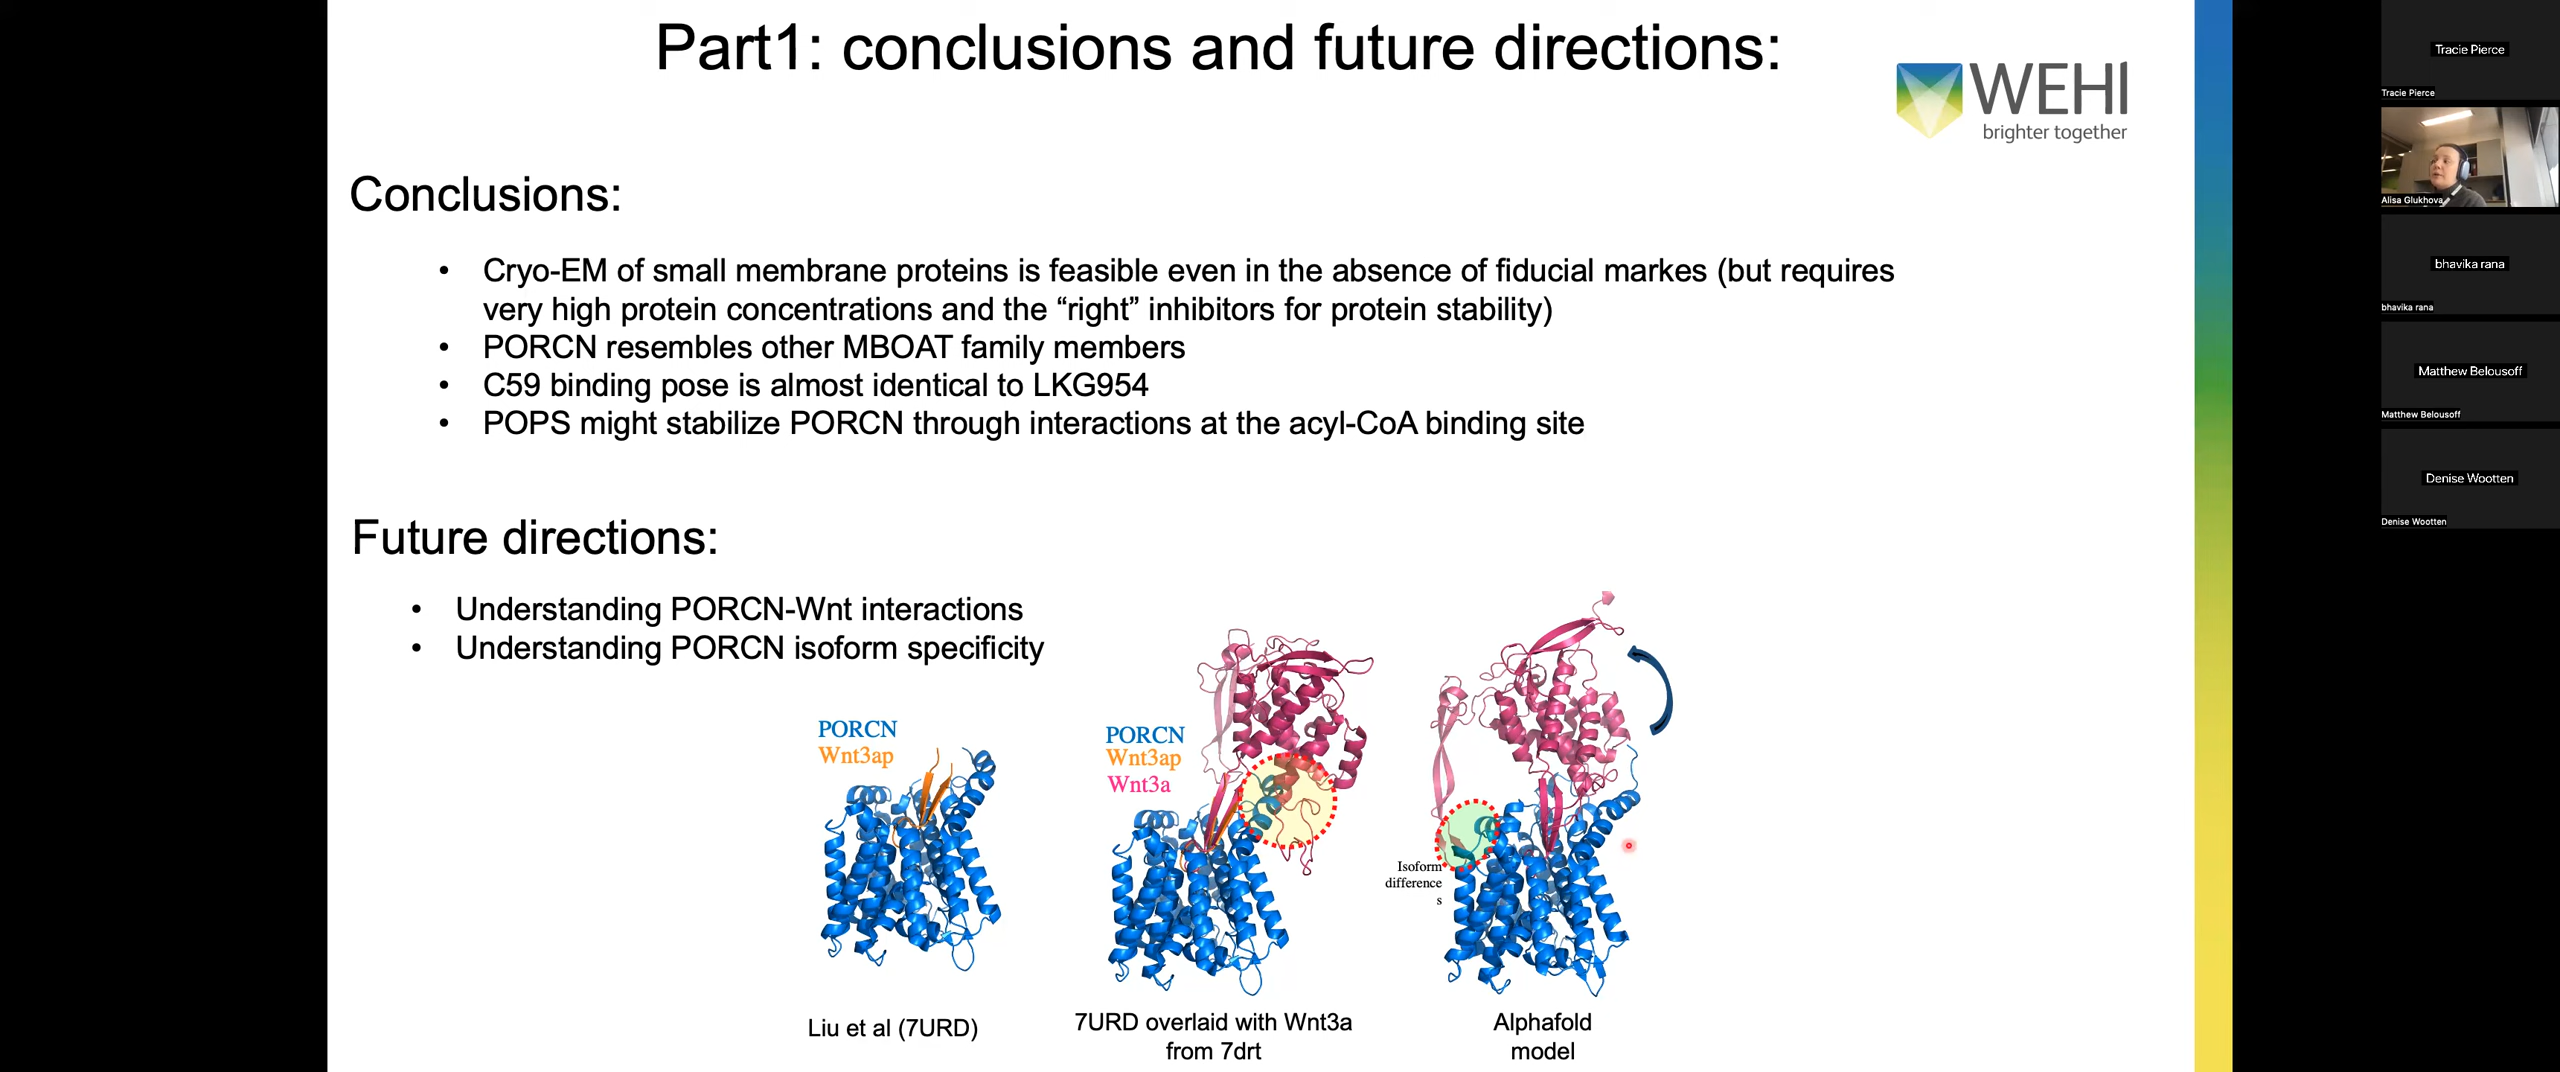 Part1: conclusions and future directions:
WEHI
brighter together
Conclusions:
• Cryo-EM of small membrane proteins is feasible even in the absence of fiducial markes (but requires
very high protein concentrations and the “right” inhibitors for protein stability)
• PORCN resembles other MBOAT family members
• C59 binding pose is almost identical to LKG954
• POPS might stabilize PORCN through interactions at the acyl-CoA binding site
Future directions:
• Understanding PORCN-Wnt interactions
• Understanding PORCN isoform specificity
PORCN
Wnt3ap
Liu et al (7URD)
PORCN
Wnt3ap
Wnt3a
7URD overlaid with Wnt3a
from 7drt
Isoform
difference
s
Alphafold
model
Tracie Pierce
Tracie Pierce
Alisa Glukhova
bhavika rana
bhavika rana
Matthew Belousoff
Matthew Belousoff
Denise Wootten
Denise Wootten